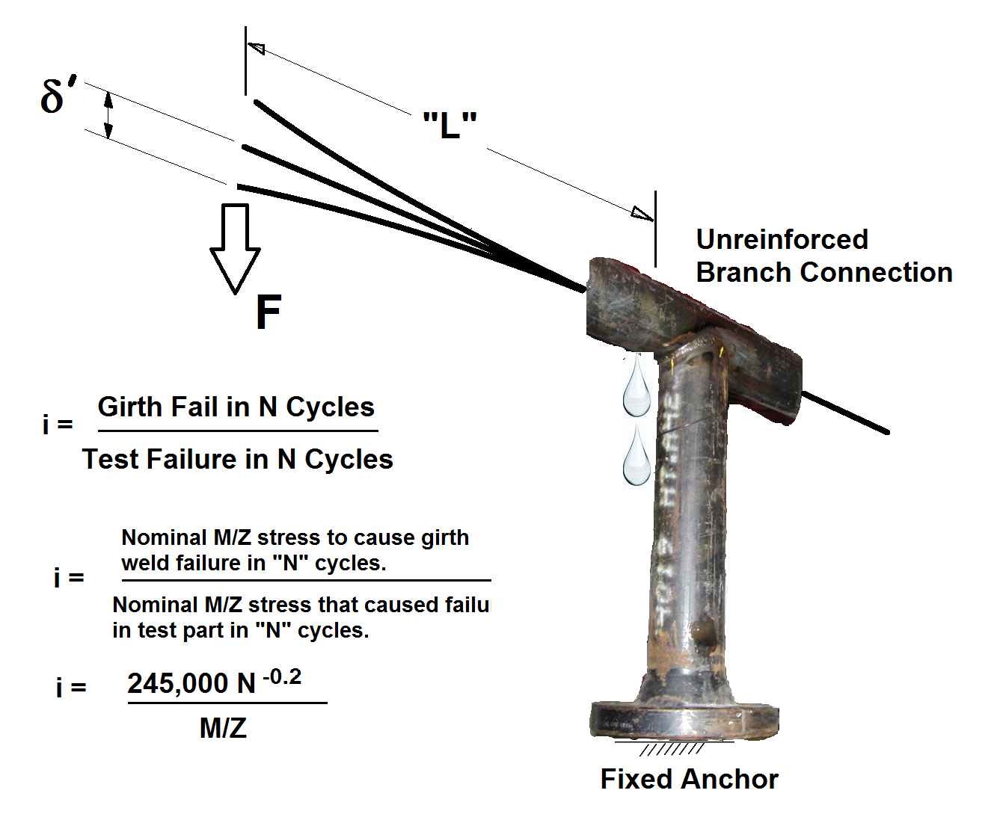 δ'
"L"
Unreinforced
Branch Connection
F
i =
Girth Fail in N Cycles
Test Failure in N Cycles
i =
Nominal M/Z stress to cause girth
weld failure in "N" cycles.
Nominal M/Z stress that caused failu
in test part in "N" cycles.
i =
245,000 N -0.2
M/Z
Fixed Anchor